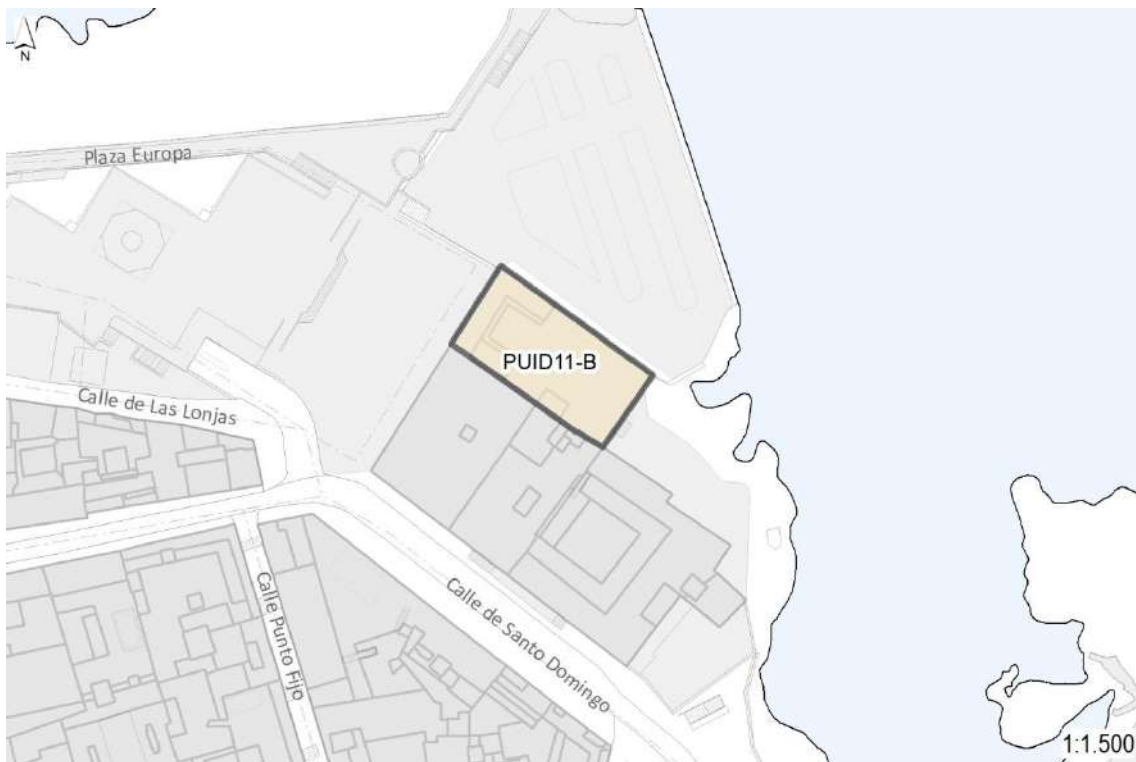 N
Plaza Europa
PUID11-B
Calle de Las Lonjas
Calle de Santo Domingo
Calle Punto Fijo
1:1.500